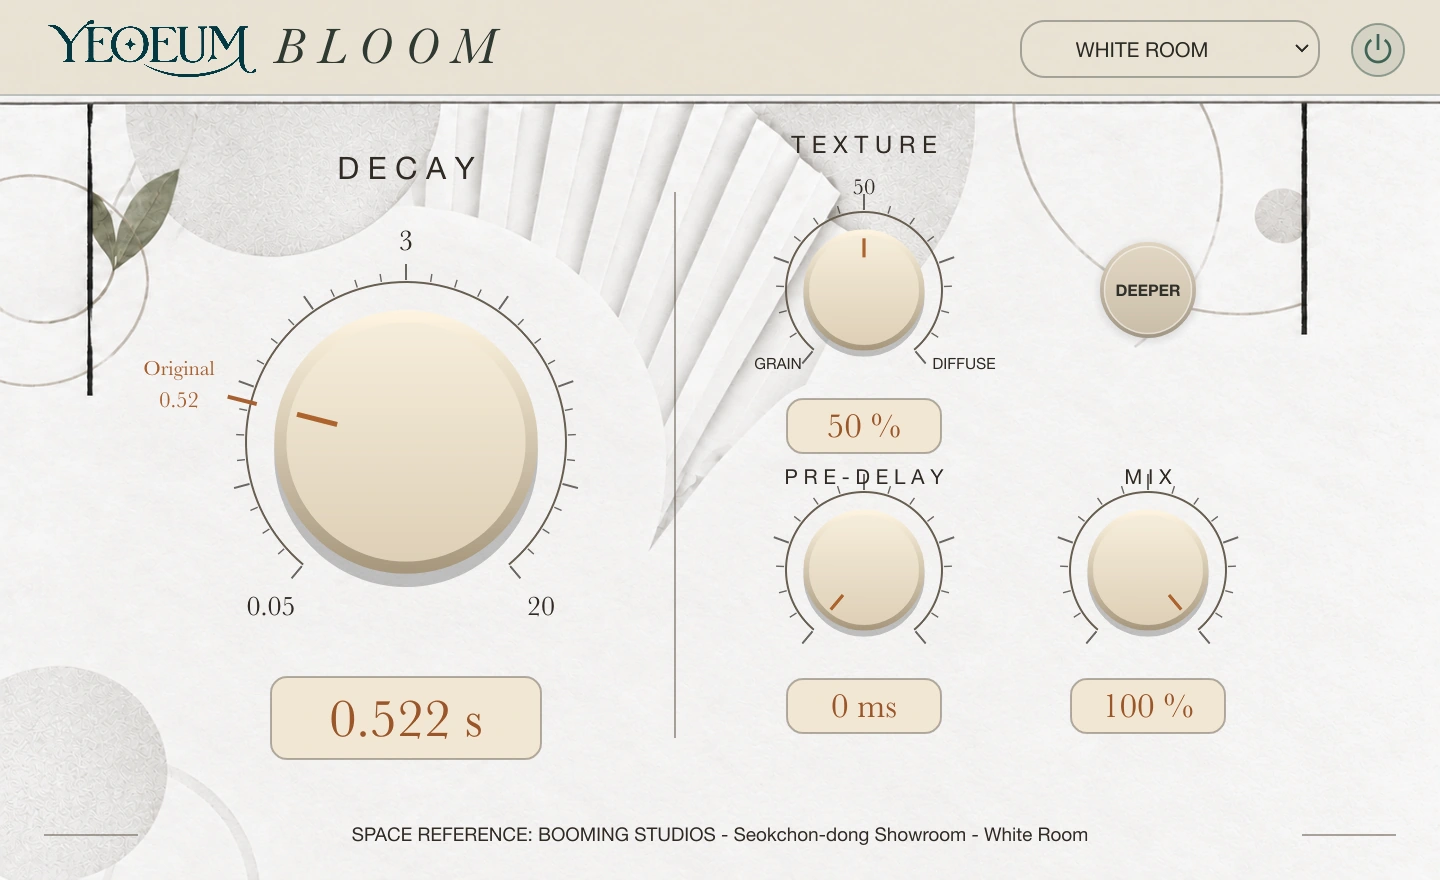 YEOEUM BLOOM
WHITE ROOM
DECAY
3
Original
0.52
0.05
20
0.522 s
TEXTURE
50
GRAIN
DIFFUSE
50 %
DEEPER
PRE-DELAY
0 ms
MIX
100 %
SPACE REFERENCE: BOOMING STUDIOS - Seokchon-dong Showroom - White Room